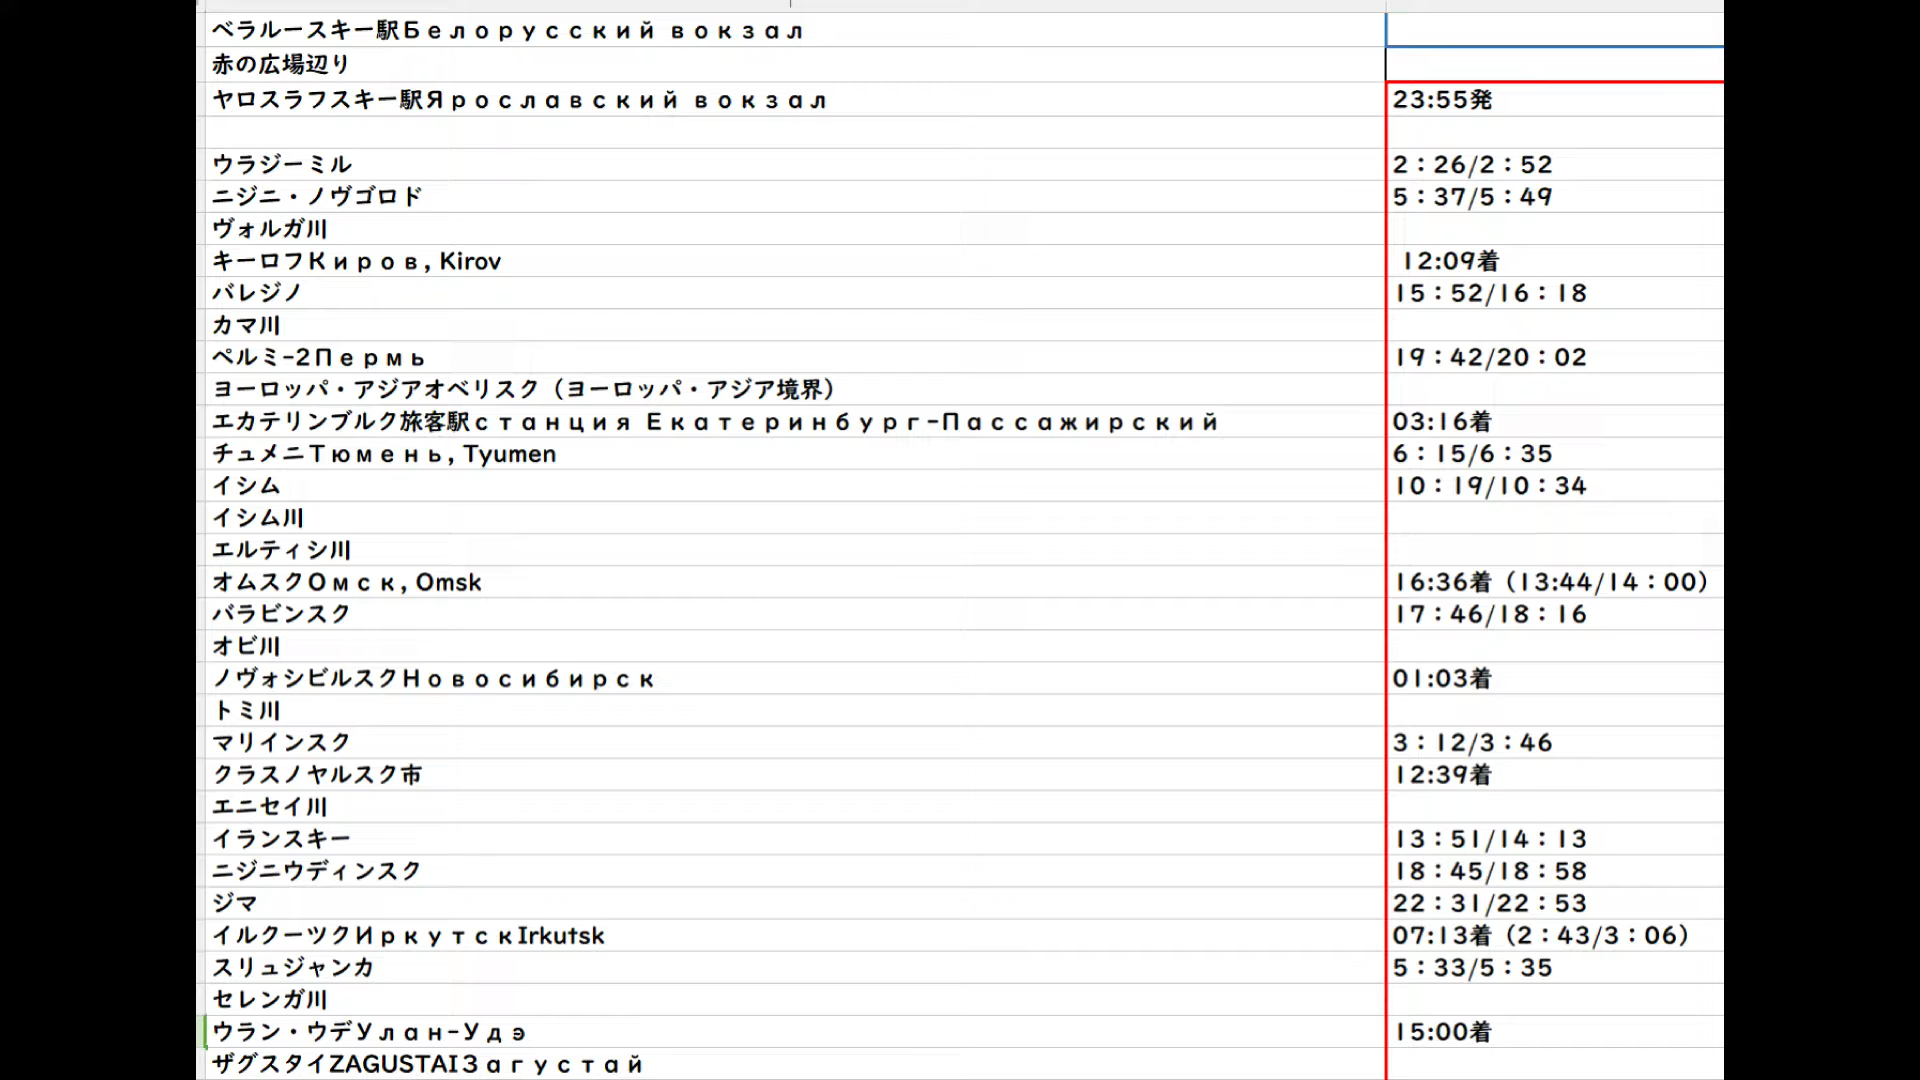 ベラルースキー駅Белорусский вокзал
赤の広場辺り
ヤロスラフスキー駅Ярославский вокзал 23:55発
ウラジーミル 2：26/2：52
ニジニ・ノヴゴロド 5：37/5：49
ヴォルガ川
キーロフКиров, Kirov 12:09着
バレジノ 15：52/16：18
カマ川
ペルミ-2Пермь 19：42/20：02
ヨーロッパ・アジアオベリスク（ヨーロッパ・アジア境界）
エカテリンブルク旅客駅станция Екатеринбург-Пассажирский 03:16着
チュメニТюмень, Tyumen 6：15/6：35
イシム 10：19/10：34
イシム川
エルティシ川
オムスクОмск, Omsk 16:36着（13:44/14：00）
バラビンスク 17：46/18：16
オビ川
ノヴォシビルスクНовосибирск 01:03着
トミ川
マリインスク 3：12/3：46
クラスノヤルスク市 12:39着
エニセイ川
イランスキー 13：51/14：13
ニジニウディンスク 18：45/18：58
ジマ 22：31/22：53
イルクーツクИркутскIrkutsk 07:13着（2：43/3：06）
スリュジャンカ 5：33/5：35
セレンガ川
ウラン・ウデУлан-Удэ 15:00着
ザグスタイZAGUSTAIЗагустай